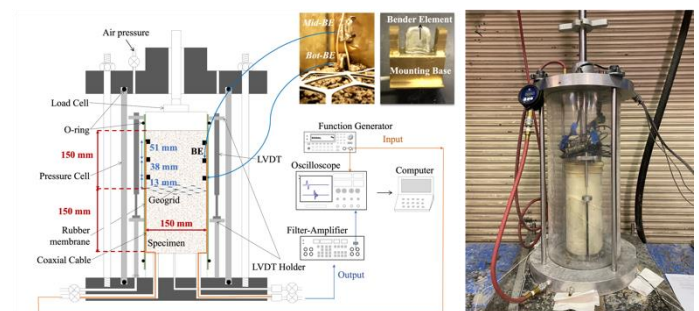 Air pressure
Mid-BE
Bot-BE
Bender Element
Mounting Base
Load Cell
O-ring
Function Generator
Input
51 mm
BE
150 mm
38 mm
LVDT
Oscilloscope
Computer
Pressure Cell
13 mm
Geogrid
150 mm
150 mm
Rubber
membrane
Filter-Amplifier
Specimen
Coaxial Cable
LVDT Holder
Output